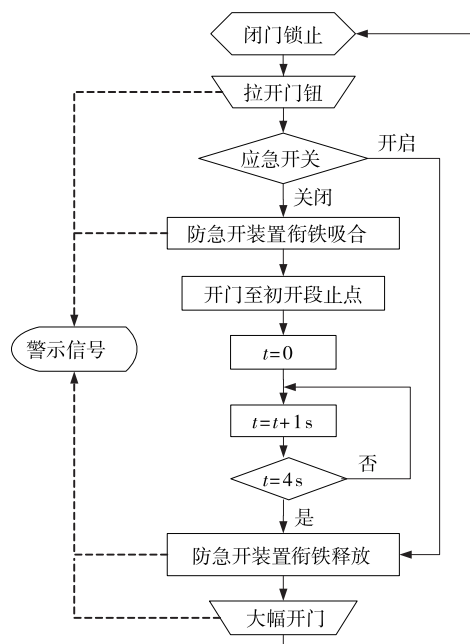 闭门锁止
拉开门钮
应急开关
开启
关闭
防急开装置衔铁吸合
开门至初开段止点
警示信号
t=0
t=t+1s
t=4s
否
是
防急开装置衔铁释放
大幅开门